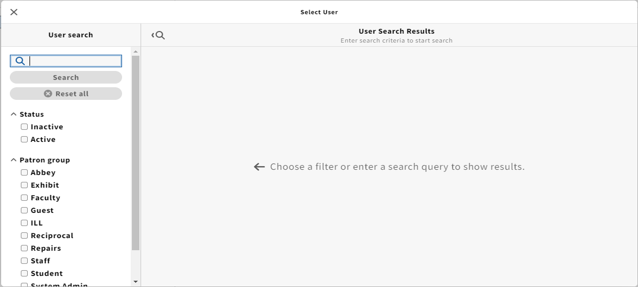 Select User
User search
User Search Results
Enter search criteria to start search
Search
Reset all
Status
Inactive
Active
Patron group
Abbey
Exhibit
Faculty
Guest
ILL
Reciprocal
Repairs
Staff
Student
System Admin
Choose a filter or enter a search query to show results.